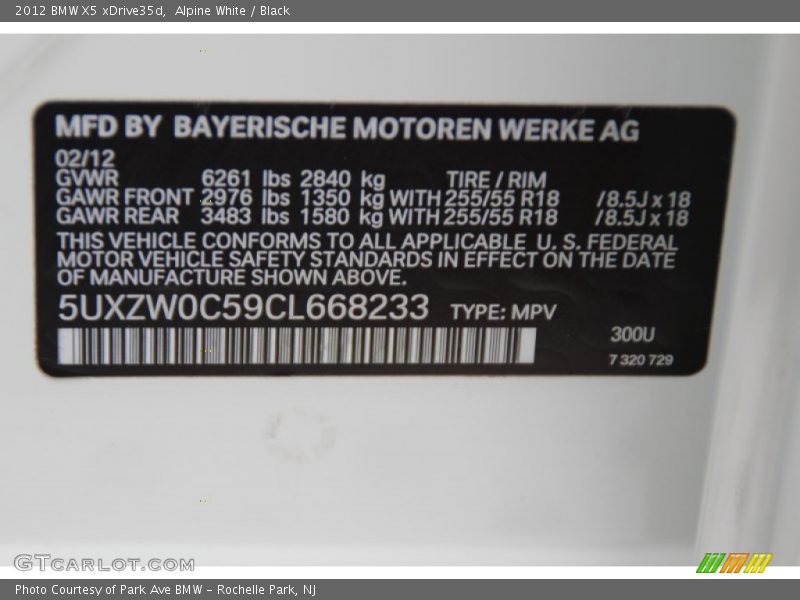 2012 BMW X5 xDrive35d, Alpine White / Black
MFD BY BAYERISCHE MOTOREN WERKE AG
02/12
GVWR 6261 lbs 2840 kg TIRE / RIM
GAWR FRONT 2976 lbs 1350 kg WITH 255/55 R18 /8.5J x 18
GAWR REAR 3483 lbs 1580 kg WITH 255/55 R18 /8.5J x 18
THIS VEHICLE CONFORMS TO ALL APPLICABLE U. S. FEDERAL
MOTOR VEHICLE SAFETY STANDARDS IN EFFECT ON THE DATE
OF MANUFACTURE SHOWN ABOVE.
5UXZW0C59CL668233 TYPE: MPV
300U
7 320 729
GTCARLOT.COM
Photo Courtesy of Park Ave BMW - Rochelle Park, NJ